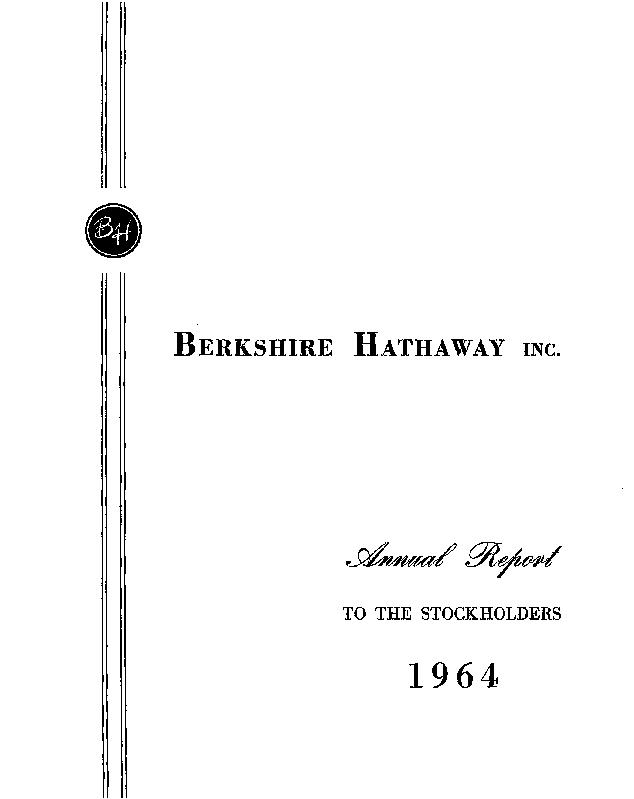 BH
BERKSHIRE HATHAWAY INC.
Annual Report
TO THE STOCKHOLDERS
1964